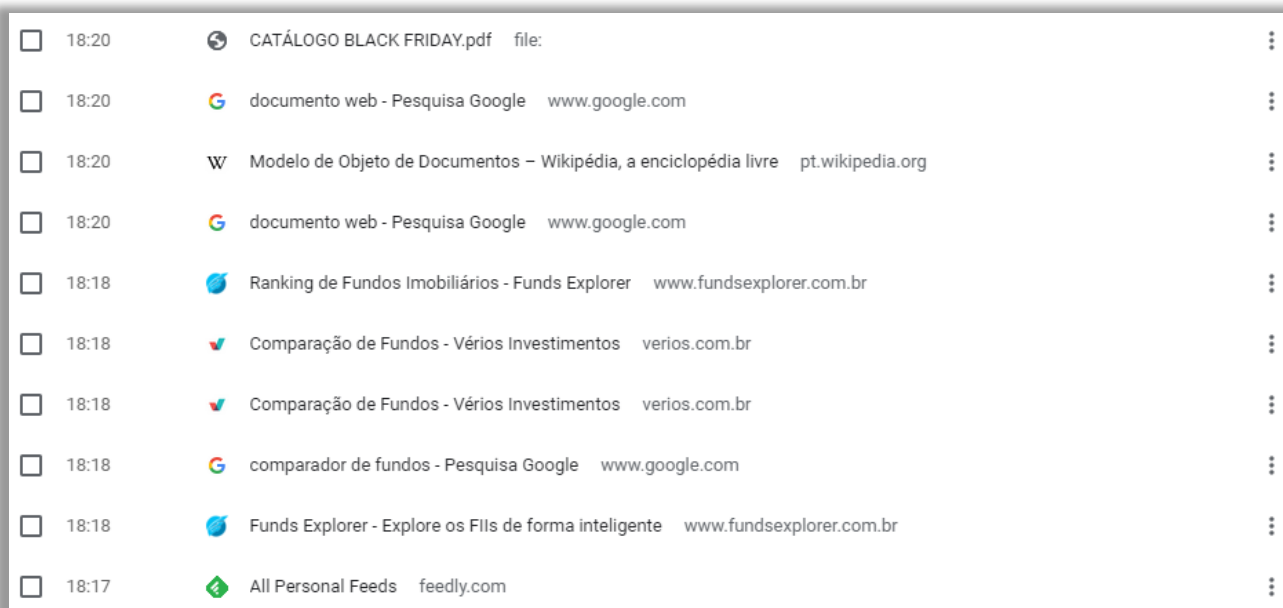 18:20 CATÁLOGO BLACK FRIDAY.pdf file:
18:20 documento web - Pesquisa Google www.google.com
18:20 W Modelo de Objeto de Documentos – Wikipédia, a enciclopédia livre pt.wikipedia.org
18:20 documento web - Pesquisa Google www.google.com
18:18 Ranking de Fundos Imobiliários - Funds Explorer www.fundsexplorer.com.br
18:18 Comparação de Fundos - Vérios Investimentos verios.com.br
18:18 Comparação de Fundos - Vérios Investimentos verios.com.br
18:18 comparador de fundos - Pesquisa Google www.google.com
18:18 Funds Explorer - Explore os FIIs de forma inteligente www.fundsexplorer.com.br
18:17 All Personal Feeds feedly.com